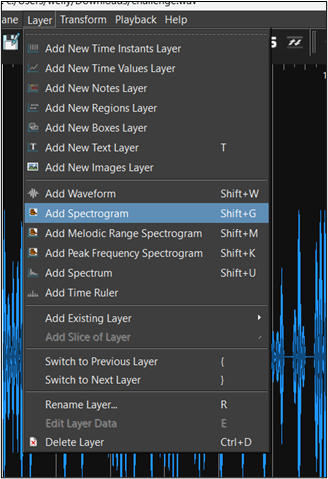 C:/Users/welly/Downloads/challenge.wav
ane Layer Transform Playback Help
Add New Time Instants Layer
Add New Time Values Layer
Add New Notes Layer
Add New Regions Layer
Add New Boxes Layer
Add New Text Layer T
Add New Images Layer
Add Waveform Shift+W
Add Spectrogram Shift+G
Add Melodic Range Spectrogram Shift+M
Add Peak Frequency Spectrogram Shift+K
Add Spectrum Shift+U
Add Time Ruler
Add Existing Layer
Add Slice of Layer
Switch to Previous Layer {
Switch to Next Layer }
Rename Layer... R
Edit Layer Data E
Delete Layer Ctrl+D